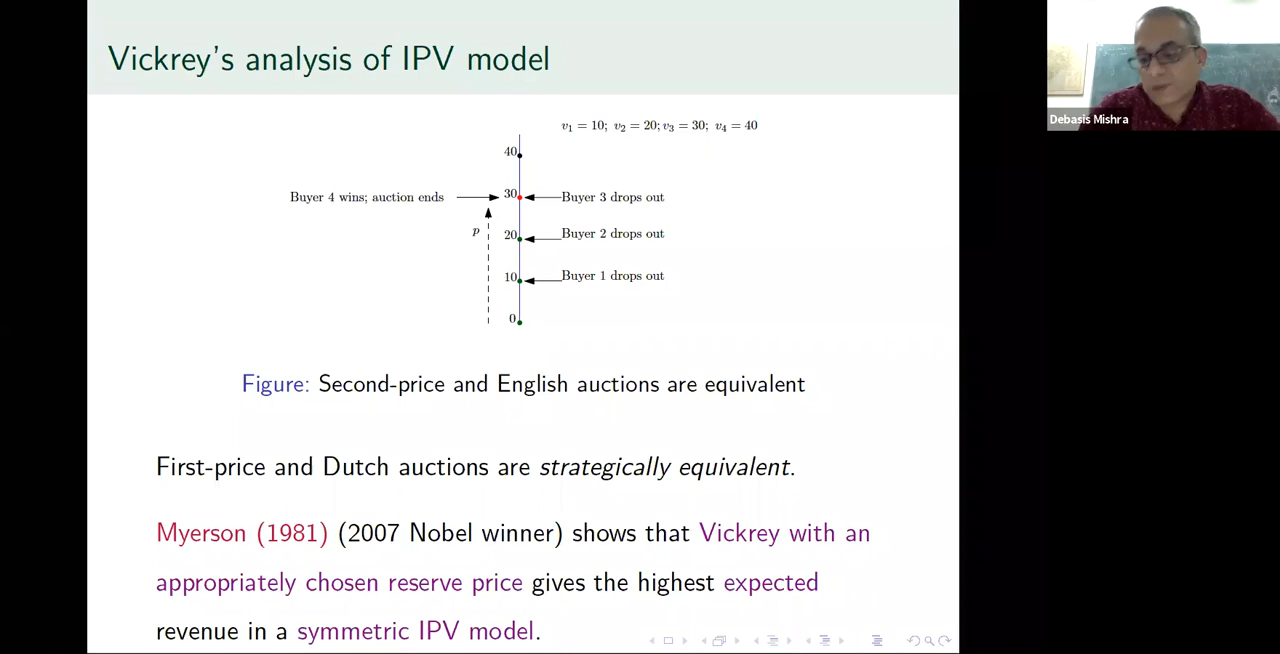 Vickrey's analysis of IPV model
Debasis Mishra
v₁ = 10; v₂ = 20; v₃ = 30; v₄ = 40
40
Buyer 4 wins; auction ends
30
Buyer 3 drops out
p
20
Buyer 2 drops out
10
Buyer 1 drops out
0
Figure: Second-price and English auctions are equivalent
First-price and Dutch auctions are strategically equivalent.
Myerson (1981) (2007 Nobel winner) shows that Vickrey with an
appropriately chosen reserve price gives the highest expected
revenue in a symmetric IPV model.